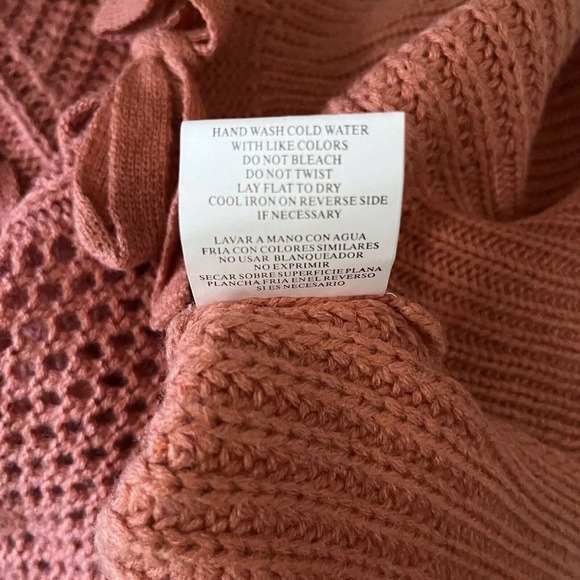 HAND WASH COLD WATER
WITH LIKE COLORS
DO NOT BLEACH
DO NOT TWIST
LAY FLAT TO DRY
COOL IRON ON REVERSE SIDE
IF NECESSARY
LAVAR A MANO CON AGUA
FRIA CON COLORES SIMILARES
NO USAR BLANQUEADOR
NO EXPRIMIR
SECAR SOBRE SUPERFICIE PLANA
PLANCHA FRIA EN EL REVERSO
SI ES NECESARIO